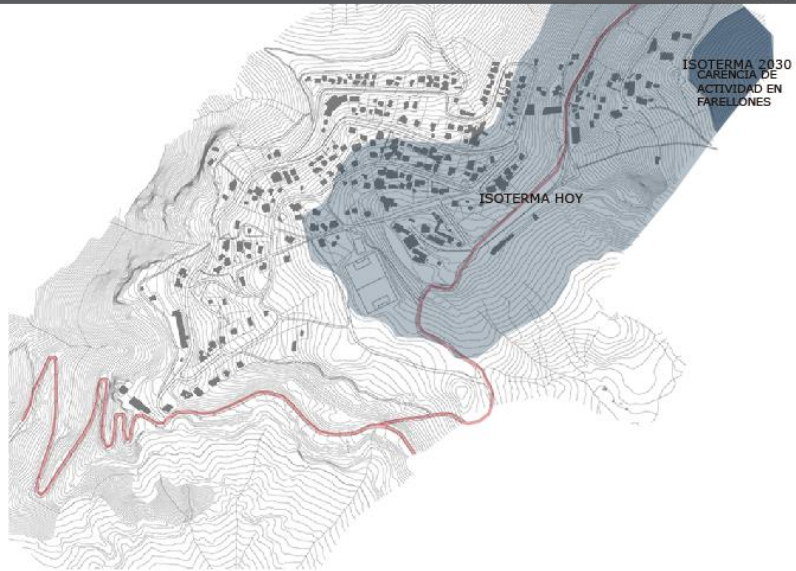 ISOTERMA 2030
CARENCIA DE
ACTIVIDAD EN
FARELLONES
ISOTERMA HOY